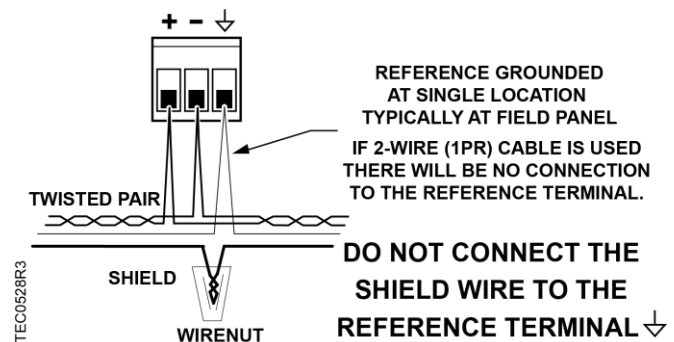 + − ⏚
REFERENCE GROUNDED
AT SINGLE LOCATION
TYPICALLY AT FIELD PANEL
IF 2-WIRE (1PR) CABLE IS USED
THERE WILL BE NO CONNECTION
TO THE REFERENCE TERMINAL.
TWISTED PAIR
DO NOT CONNECT THE
SHIELD WIRE TO THE
REFERENCE TERMINAL ⏚
SHIELD
WIRENUT
TEC0528R3